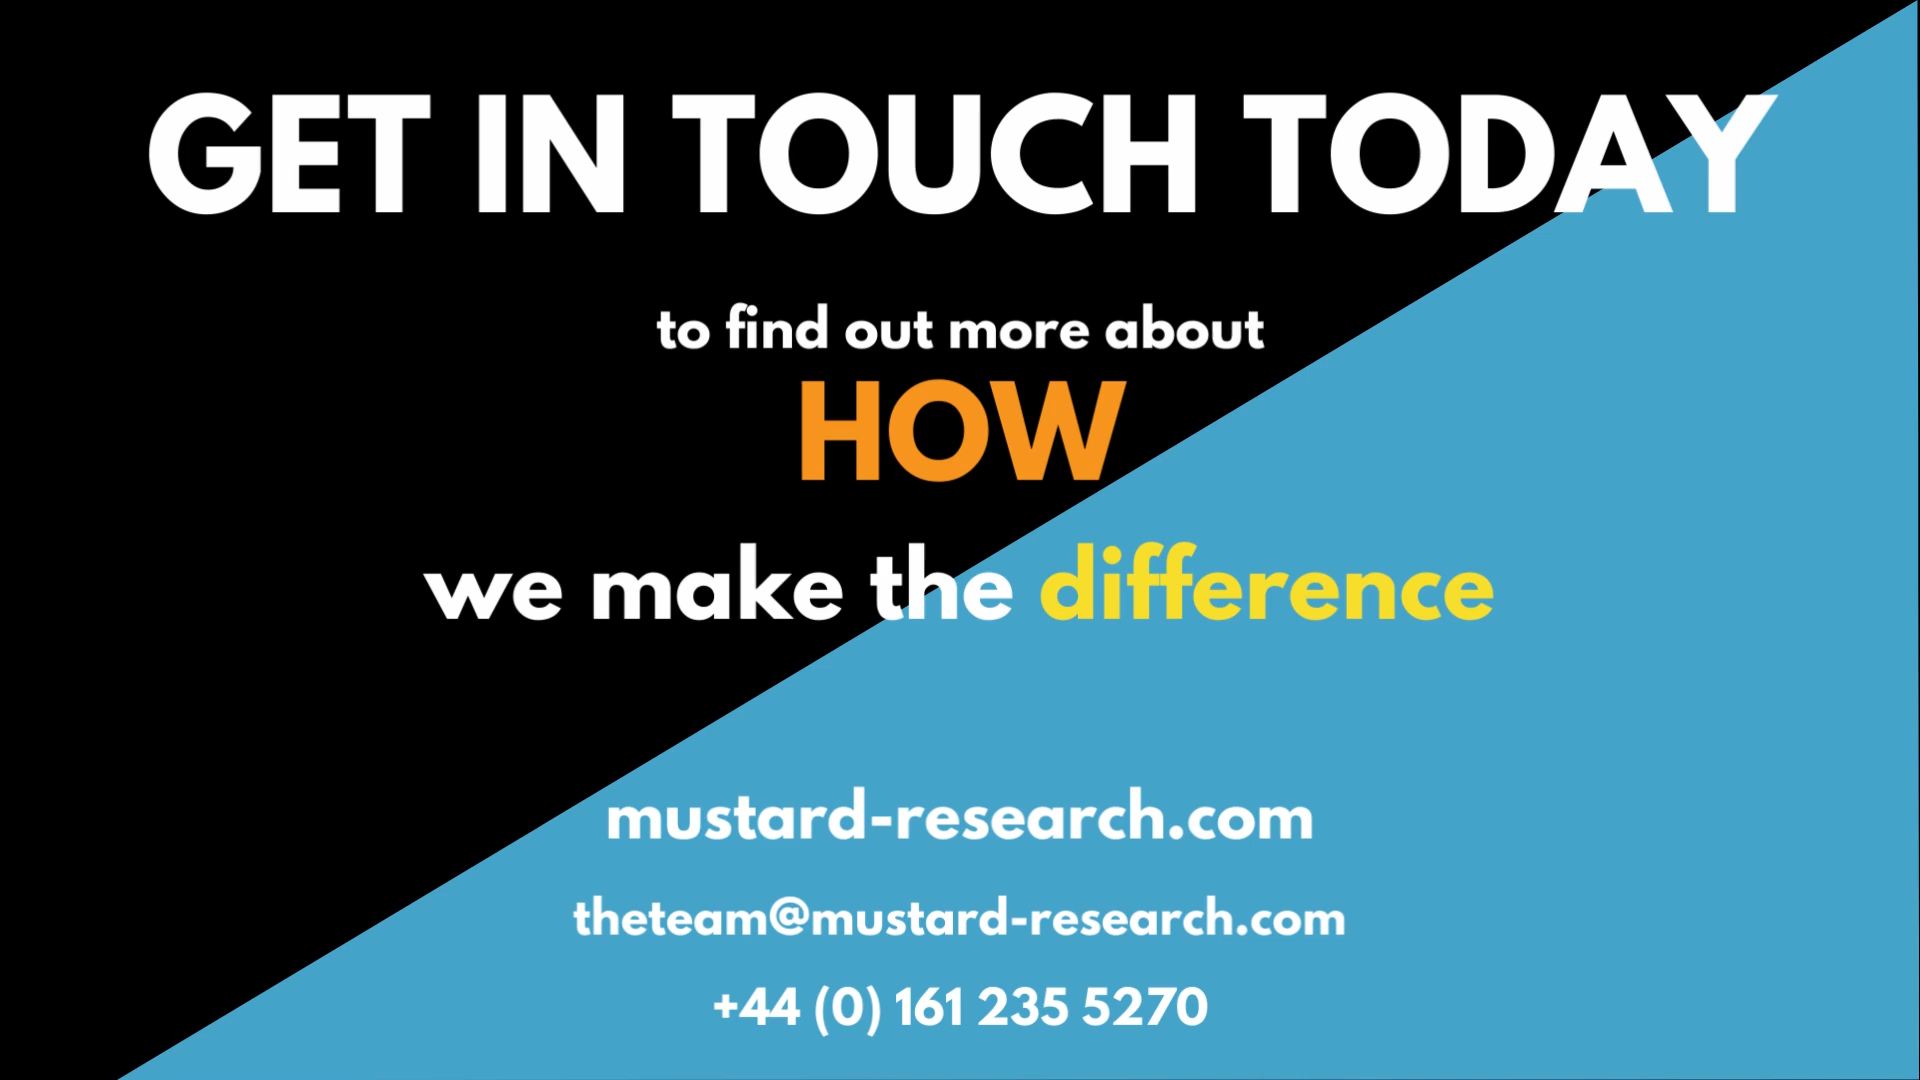 GET IN TOUCH TODAY
to find out more about
HOW
we make the difference
mustard-research.com
theteam@mustard-research.com
+44 (0) 161 235 5270